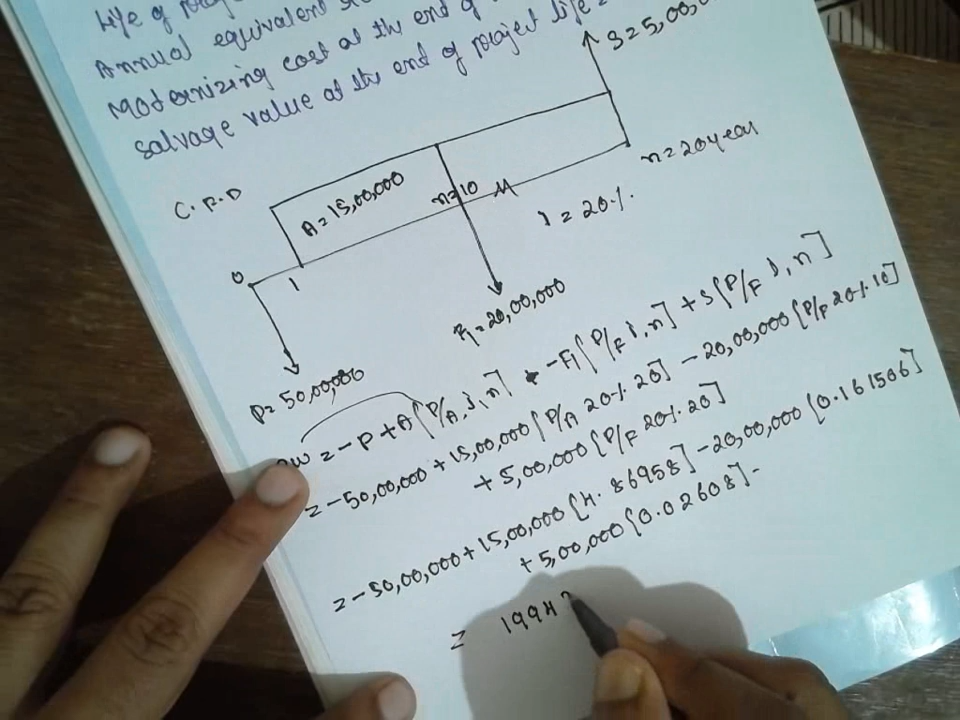 Life of
Annual equivalent
Modernizing cost at the end of
salvage value at the end of project life =
S=5,00,0
C.F.D
A=15,00,000
n=10
n=20year
i = 20%
0
1
F1=20,00,000
P=50,00,000
PW = -P+A[P/A,i,n] -F1[P/F i,n] +S[P/F i,n]
= -50,00,000+15,00,000[P/A 20% 20] -20,00,000[P/F 20% 10]
+5,00,000[P/F 20% 20]
= -50,00,000+15,00,000[4.86958] -20,00,000[0.161506]
+5,00,000[0.02608]
= 1994